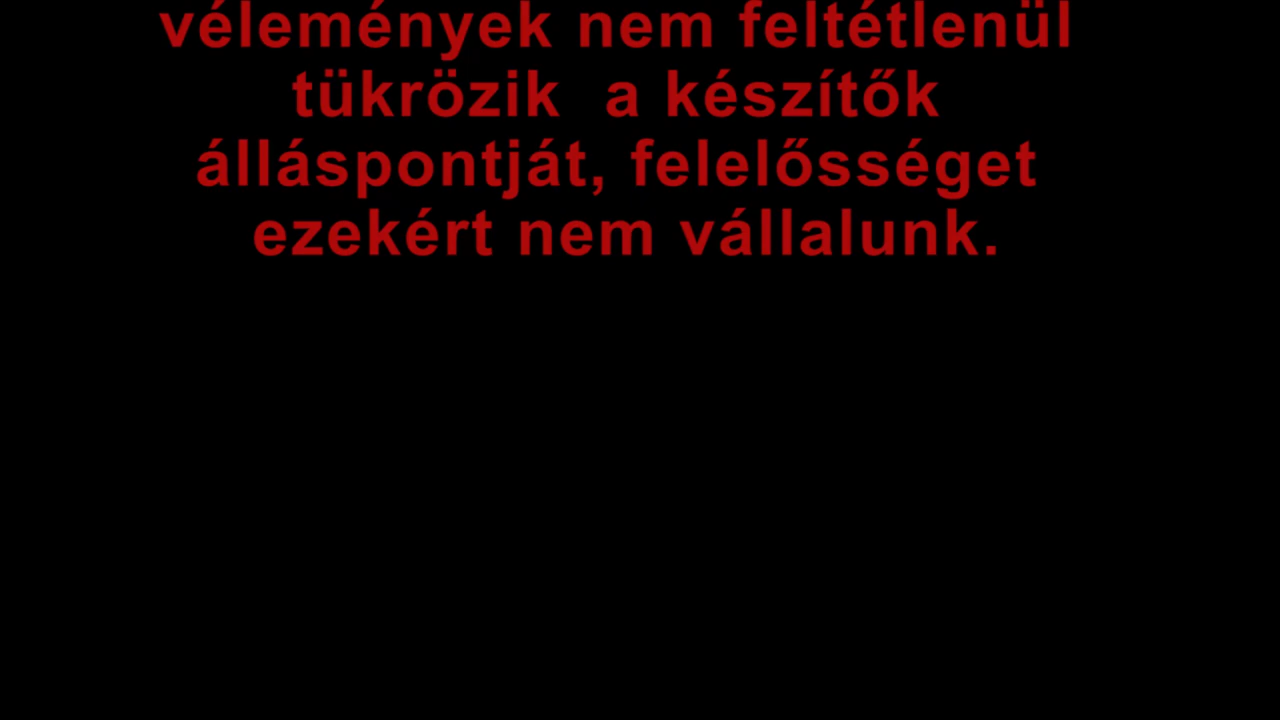 vélemények nem feltétlenül
tükrözik a készítők
álláspontját, felelősséget
ezekért nem vállalunk.